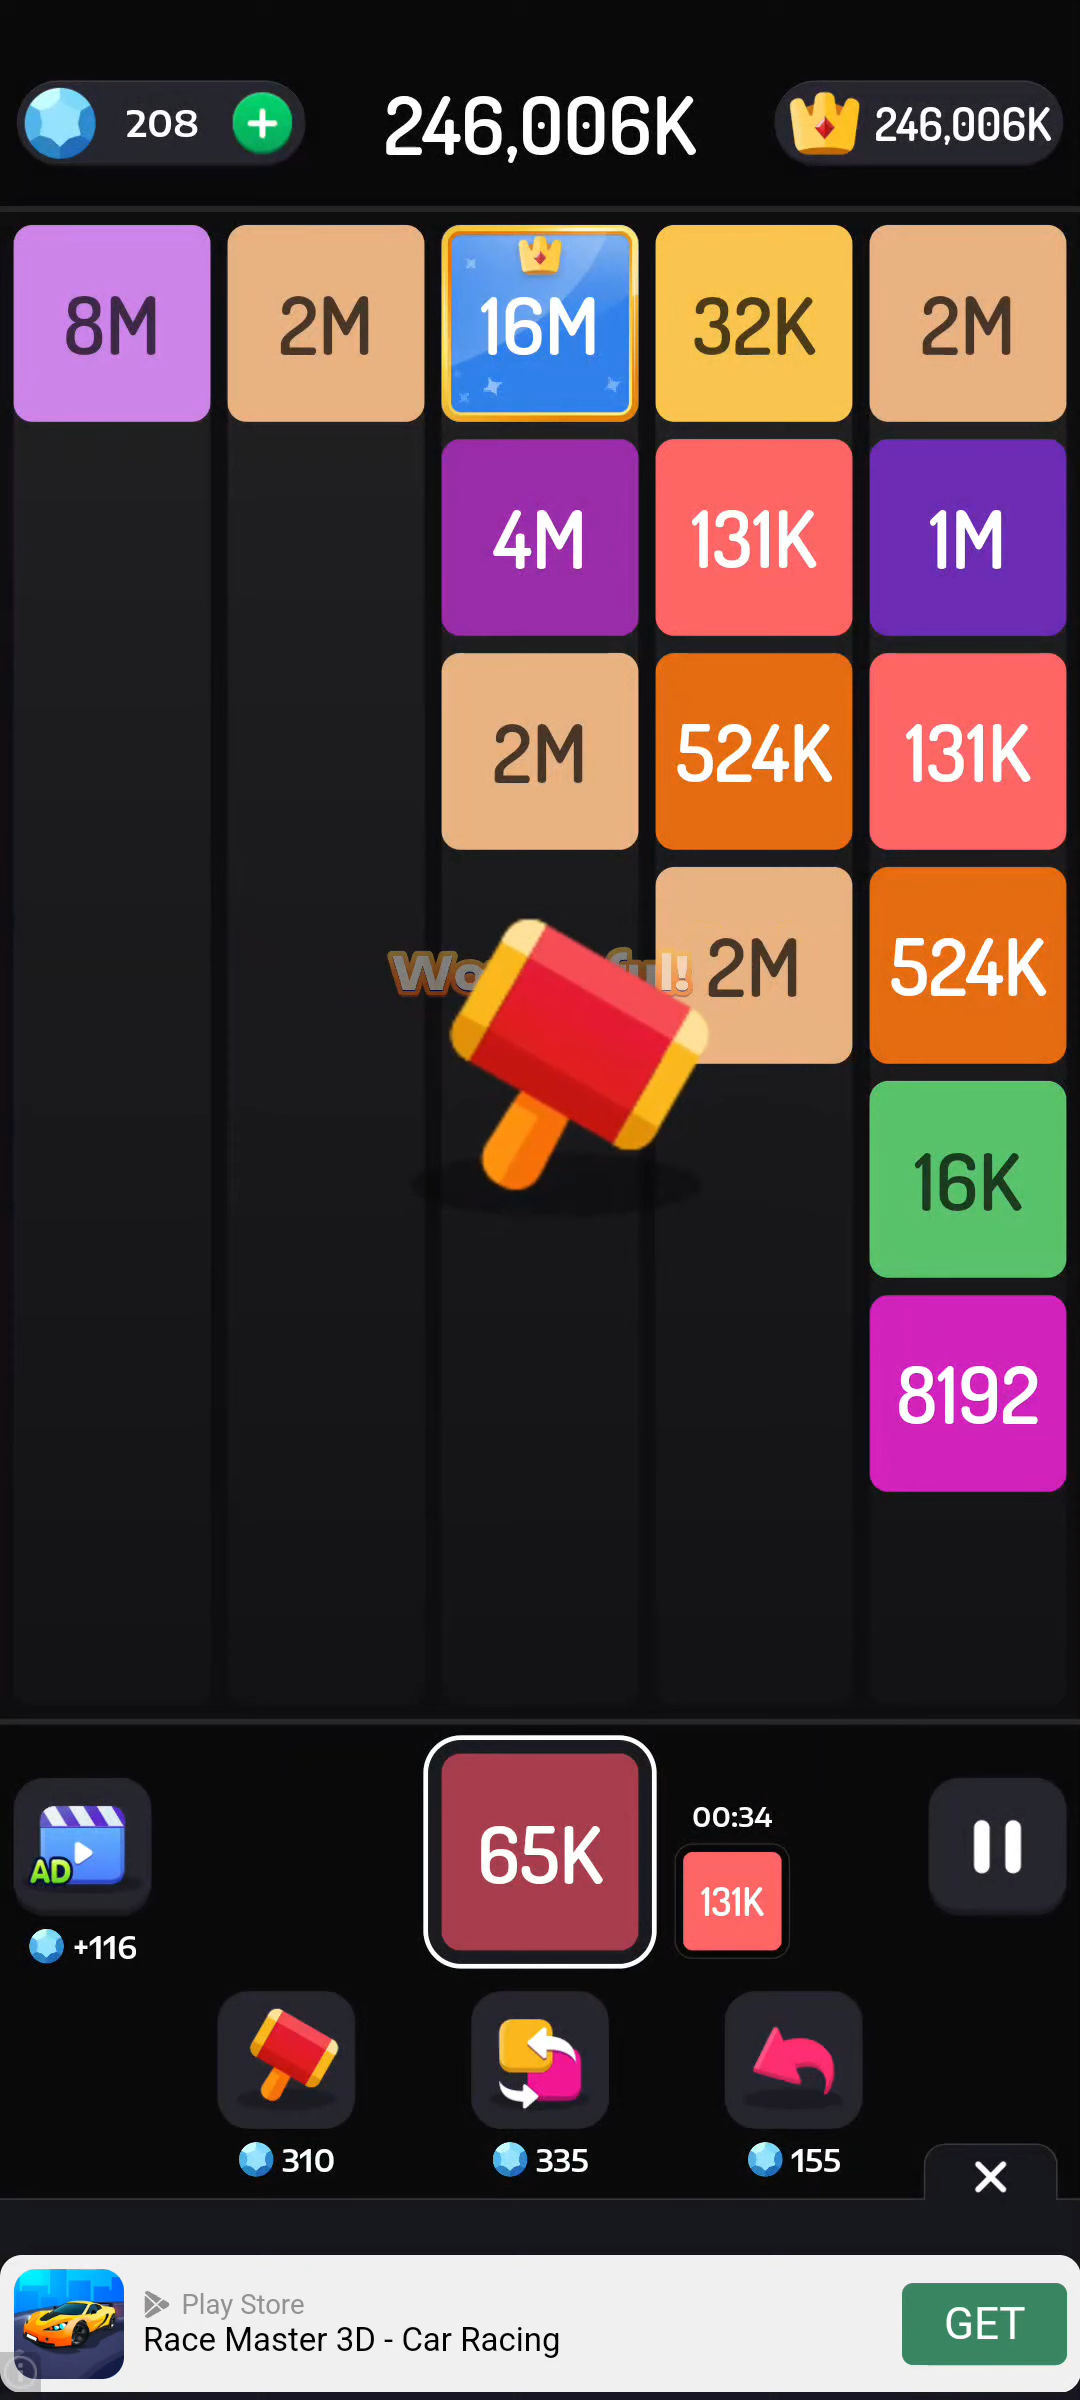 208
246,006K
246,006K
8M 2M 16M 32K 2M
4M 131K 1M
2M 524K 131K
2M 524K
16K
8192
65K
00:34
131K
AD
+116
310 335 155
Play Store
Race Master 3D - Car Racing
GET